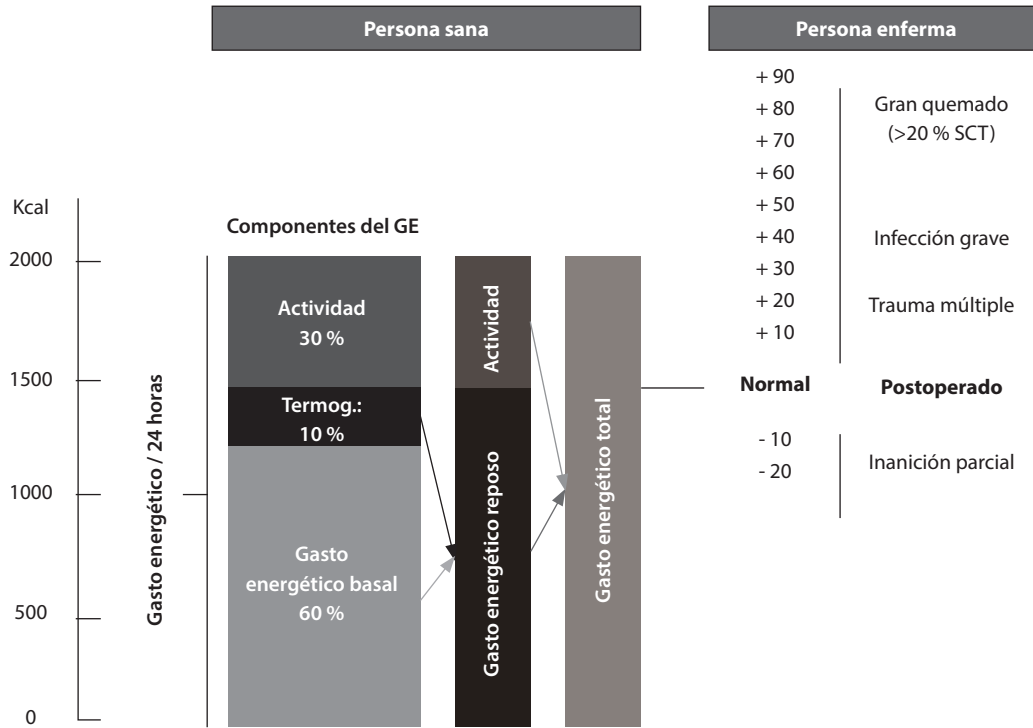 Persona sana
Persona enferma
Kcal
2000
1500
1000
500
0
Gasto energético / 24 horas
Componentes del GE
Actividad
30 %
Termog.:
10 %
Gasto
energético basal
60 %
Actividad
Gasto energético reposo
Gasto energético total
+ 90
+ 80
+ 70
+ 60
+ 50
+ 40
+ 30
+ 20
+ 10
Normal
- 10
- 20
Gran quemado
(>20 % SCT)
Infección grave
Trauma múltiple
Postoperado
Inanición parcial